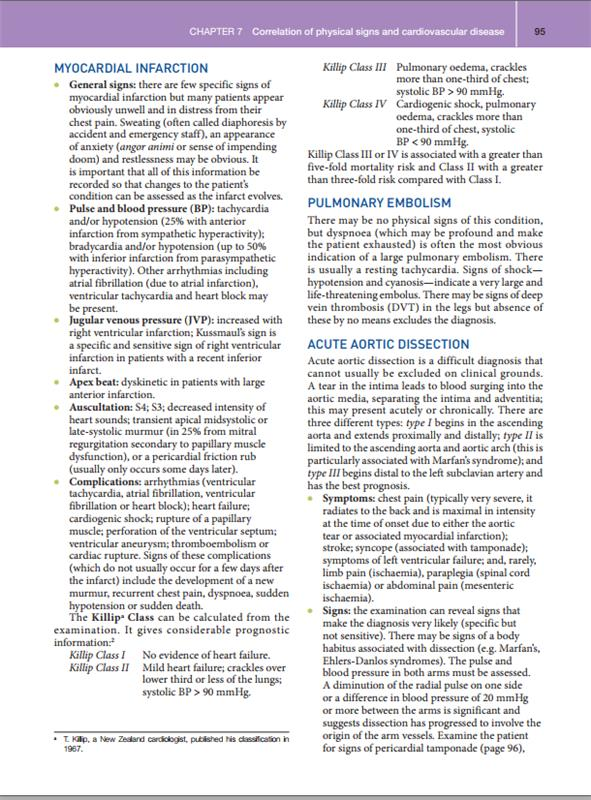 CHAPTER 7 Correlation of physical signs and cardiovascular disease 95
MYOCARDIAL INFARCTION
• General signs: there are few specific signs of
myocardial infarction but many patients appear
obviously unwell and in distress from their
chest pain. Sweating (often called diaphoresis by
accident and emergency staff), an appearance
of anxiety (angor animi or sense of impending
doom) and restlessness may be obvious. It
is important that all of this information be
recorded so that changes to the patient's
condition can be assessed as the infarct evolves.
• Pulse and blood pressure (BP): tachycardia
and/or hypotension (25% with anterior
infarction from sympathetic hyperactivity);
bradycardia and/or hypotension (up to 50%
with inferior infarction from parasympathetic
hyperactivity). Other arrhythmias including
atrial fibrillation (due to atrial infarction),
ventricular tachycardia and heart block may
be present.
• Jugular venous pressure (JVP): increased with
right ventricular infarction; Kussmaul's sign is
a specific and sensitive sign of right ventricular
infarction in patients with a recent inferior
infarct.
• Apex beat: dyskinetic in patients with large
anterior infarction.
• Auscultation: S4; S3; decreased intensity of
heart sounds; transient apical midsystolic or
late-systolic murmur (in 25% from mitral
regurgitation secondary to papillary muscle
dysfunction), or a pericardial friction rub
(usually only occurs some days later).
• Complications: arrhythmias (ventricular
tachycardia, atrial fibrillation, ventricular
fibrillation or heart block); heart failure;
cardiogenic shock; rupture of a papillary
muscle; perforation of the ventricular septum;
ventricular aneurysm; thromboembolism or
cardiac rupture. Signs of these complications
(which do not usually occur for a few days after
the infarct) include the development of a new
murmur, recurrent chest pain, dyspnoea, sudden
hypotension or sudden death.
The Killipª Class can be calculated from the
examination. It gives considerable prognostic
information:²
Killip Class I No evidence of heart failure.
Killip Class II Mild heart failure; crackles over
lower third or less of the lungs;
systolic BP > 90 mmHg.
ª T. Killip, a New Zealand cardiologist, published his classification in
1967.
Killip Class III Pulmonary oedema, crackles
more than one-third of chest;
systolic BP > 90 mmHg.
Killip Class IV Cardiogenic shock, pulmonary
oedema, crackles more than
one-third of chest, systolic
BP < 90 mmHg.
Killip Class III or IV is associated with a greater than
five-fold mortality risk and Class II with a greater
than three-fold risk compared with Class I.
PULMONARY EMBOLISM
There may be no physical signs of this condition,
but dyspnoea (which may be profound and make
the patient exhausted) is often the most obvious
indication of a large pulmonary embolism. There
is usually a resting tachycardia. Signs of shock—
hypotension and cyanosis—indicate a very large and
life-threatening embolus. There may be signs of deep
vein thrombosis (DVT) in the legs but absence of
these by no means excludes the diagnosis.
ACUTE AORTIC DISSECTION
Acute aortic dissection is a difficult diagnosis that
cannot usually be excluded on clinical grounds.
A tear in the intima leads to blood surging into the
aortic media, separating the intima and adventitia;
this may present acutely or chronically. There are
three different types: type I begins in the ascending
aorta and extends proximally and distally; type II is
limited to the ascending aorta and aortic arch (this is
particularly associated with Marfan's syndrome); and
type III begins distal to the left subclavian artery and
has the best prognosis.
• Symptoms: chest pain (typically very severe, it
radiates to the back and is maximal in intensity
at the time of onset due to either the aortic
tear or associated myocardial infarction);
stroke; syncope (associated with tamponade);
symptoms of left ventricular failure; and, rarely,
limb pain (ischaemia), paraplegia (spinal cord
ischaemia) or abdominal pain (mesenteric
ischaemia).
• Signs: the examination can reveal signs that
make the diagnosis very likely (specific but
not sensitive). There may be signs of a body
habitus associated with dissection (e.g. Marfan's,
Ehlers-Danlos syndromes). The pulse and
blood pressure in both arms must be assessed.
A diminution of the radial pulse on one side
or a difference in blood pressure of 20 mmHg
or more between the arms is significant and
suggests dissection has progressed to involve the
origin of the arm vessels. Examine the patient
for signs of pericardial tamponade (page 96),